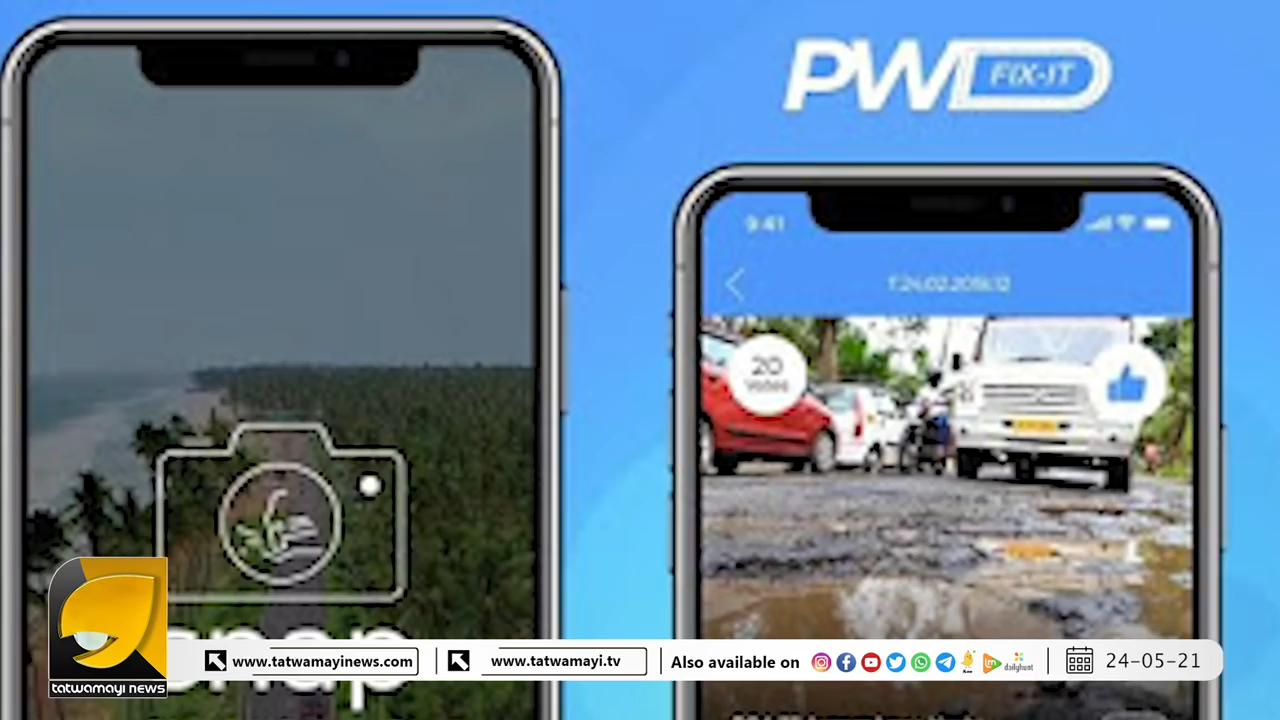 PWD
FIX-IT
9:41
20
Votes
snap
tatwamayi news
www.tatwamayinews.com
www.tatwamayi.tv
Also available on
dailyhunt
24-05-21